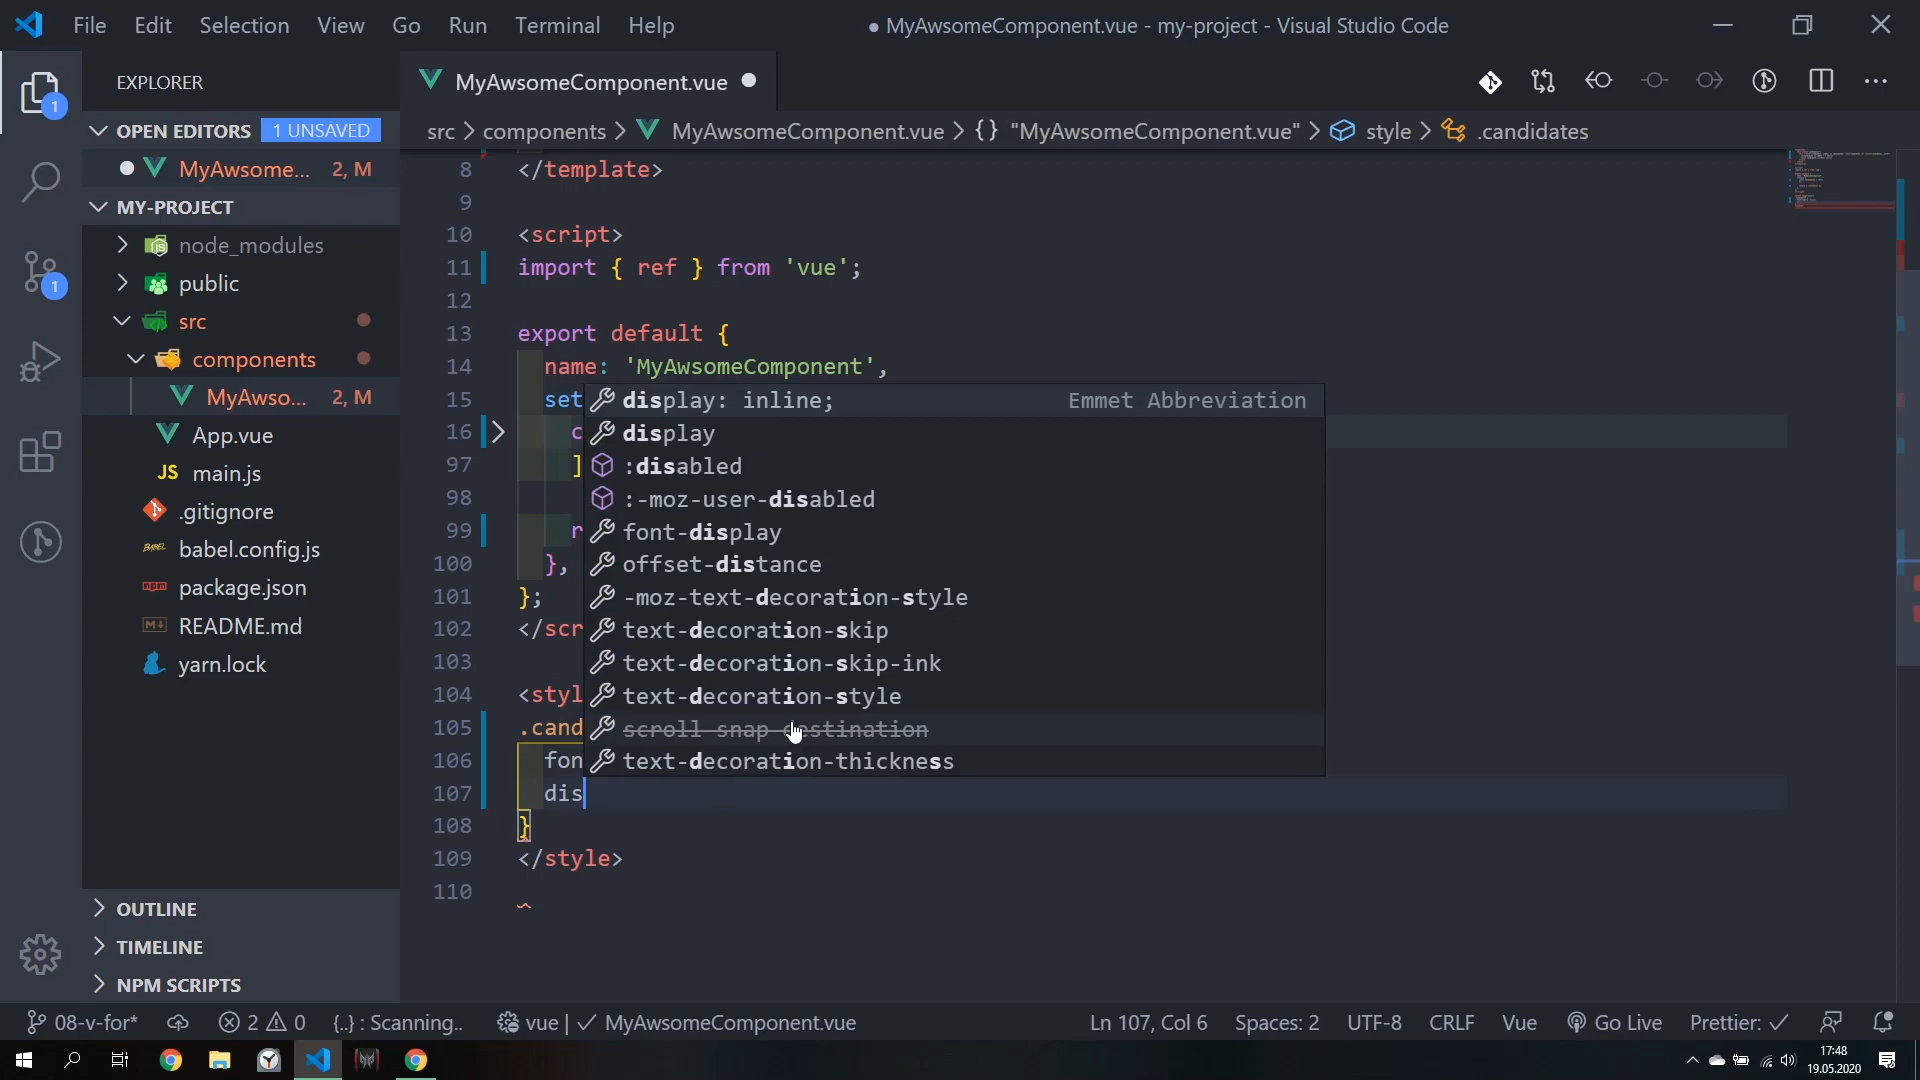 File Edit Selection View Go Run Terminal Help
● MyAwsomeComponent.vue - my-project - Visual Studio Code
EXPLORER
OPEN EDITORS 1 UNSAVED
MyAwsome... 2, M
MY-PROJECT
node_modules
public
src
components
MyAwso... 2, M
App.vue
JS main.js
.gitignore
BABEL babel.config.js
package.json
README.md
yarn.lock
OUTLINE
TIMELINE
NPM SCRIPTS
1
1
MyAwsomeComponent.vue
src > components > MyAwsomeComponent.vue > {} "MyAwsomeComponent.vue" > style > .candidates
8 </template>
9
10 <script>
11 import { ref } from 'vue';
12
13 export default {
14 name: 'MyAwsomeComponent',
15 set
16 c
97 ]
98
99 r
100 },
101 };
102 </scr
103
104 <styl
105 .cand
106 fon
107 dis
108 }
109 </style>
110
display: inline; Emmet Abbreviation
display
:disabled
:-moz-user-disabled
font-display
offset-distance
-moz-text-decoration-style
text-decoration-skip
text-decoration-skip-ink
text-decoration-style
scroll-snap-destination
text-decoration-thickness
08-v-for* 2 0 {..} : Scanning.. vue | MyAwsomeComponent.vue
Ln 107, Col 6 Spaces: 2 UTF-8 CRLF Vue Go Live Prettier: ✓
17:48
19.05.2020